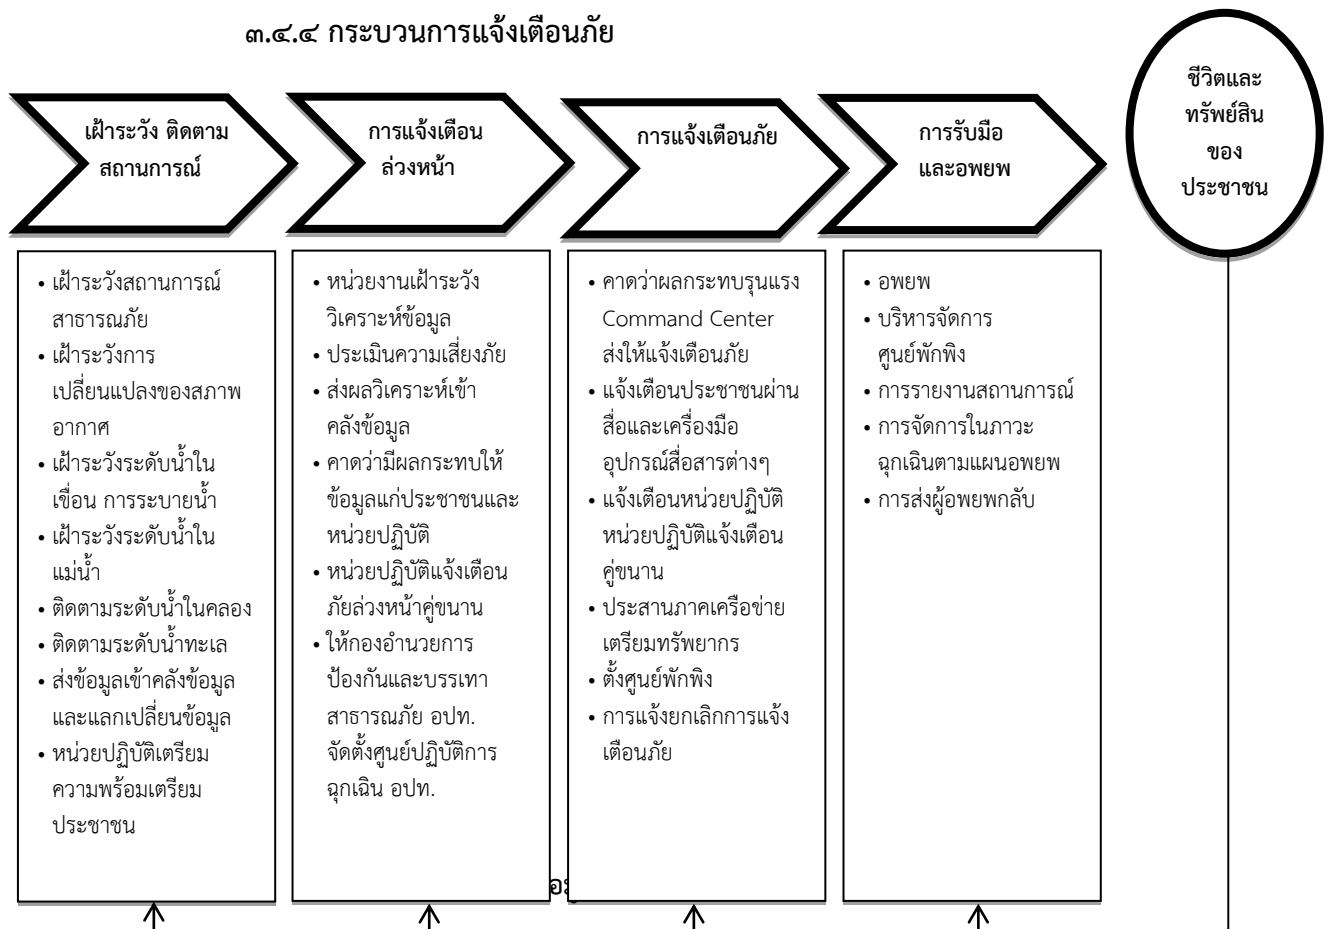 ๓.๔.๔ กระบวนการแจ้งเตือนภัย
เฝ้าระวัง ติดตาม
สถานการณ์
การแจ้งเตือน
ล่วงหน้า
การแจ้งเตือนภัย
การรับมือ
และอพยพ
ชีวิตและ
ทรัพย์สิน
ของ
ประชาชน
• เฝ้าระวังสถานการณ์
สาธารณภัย
• เฝ้าระวังการ
เปลี่ยนแปลงของสภาพ
อากาศ
• เฝ้าระวังระดับน้ำใน
เขื่อน การระบายน้ำ
• เฝ้าระวังระดับน้ำใน
แม่น้ำ
• ติดตามระดับน้ำในคลอง
• ติดตามระดับน้ำทะเล
• ส่งข้อมูลเข้าคลังข้อมูล
และแลกเปลี่ยนข้อมูล
• หน่วยปฏิบัติเตรียม
ความพร้อมเตรียม
ประชาชน
• หน่วยงานเฝ้าระวัง
วิเคราะห์ข้อมูล
• ประเมินความเสี่ยงภัย
• ส่งผลวิเคราะห์เข้า
คลังข้อมูล
• คาดว่ามีผลกระทบให้
ข้อมูลแก่ประชาชนและ
หน่วยปฏิบัติ
• หน่วยปฏิบัติแจ้งเตือน
ภัยล่วงหน้าคู่ขนาน
• ให้กองอำนวยการ
ป้องกันและบรรเทา
สาธารณภัย อปท.
จัดตั้งศูนย์ปฏิบัติการ
ฉุกเฉิน อปท.
• คาดว่าผลกระทบรุนแรง
Command Center
ส่งให้แจ้งเตือนภัย
• แจ้งเตือนประชาชนผ่าน
สื่อและเครื่องมือ
อุปกรณ์สื่อสารต่างๆ
• แจ้งเตือนหน่วยปฏิบัติ
หน่วยปฏิบัติแจ้งเตือน
คู่ขนาน
• ประสานภาคเครือข่าย
เตรียมทรัพยากร
• ตั้งศูนย์พักพิง
• การแจ้งยกเลิกการแจ้ง
เตือนภัย
• อพยพ
• บริหารจัดการ
ศูนย์พักพิง
• การรายงานสถานการณ์
• การจัดการในภาวะ
ฉุกเฉินตามแผนอพยพ
• การส่งผู้อพยพกลับ